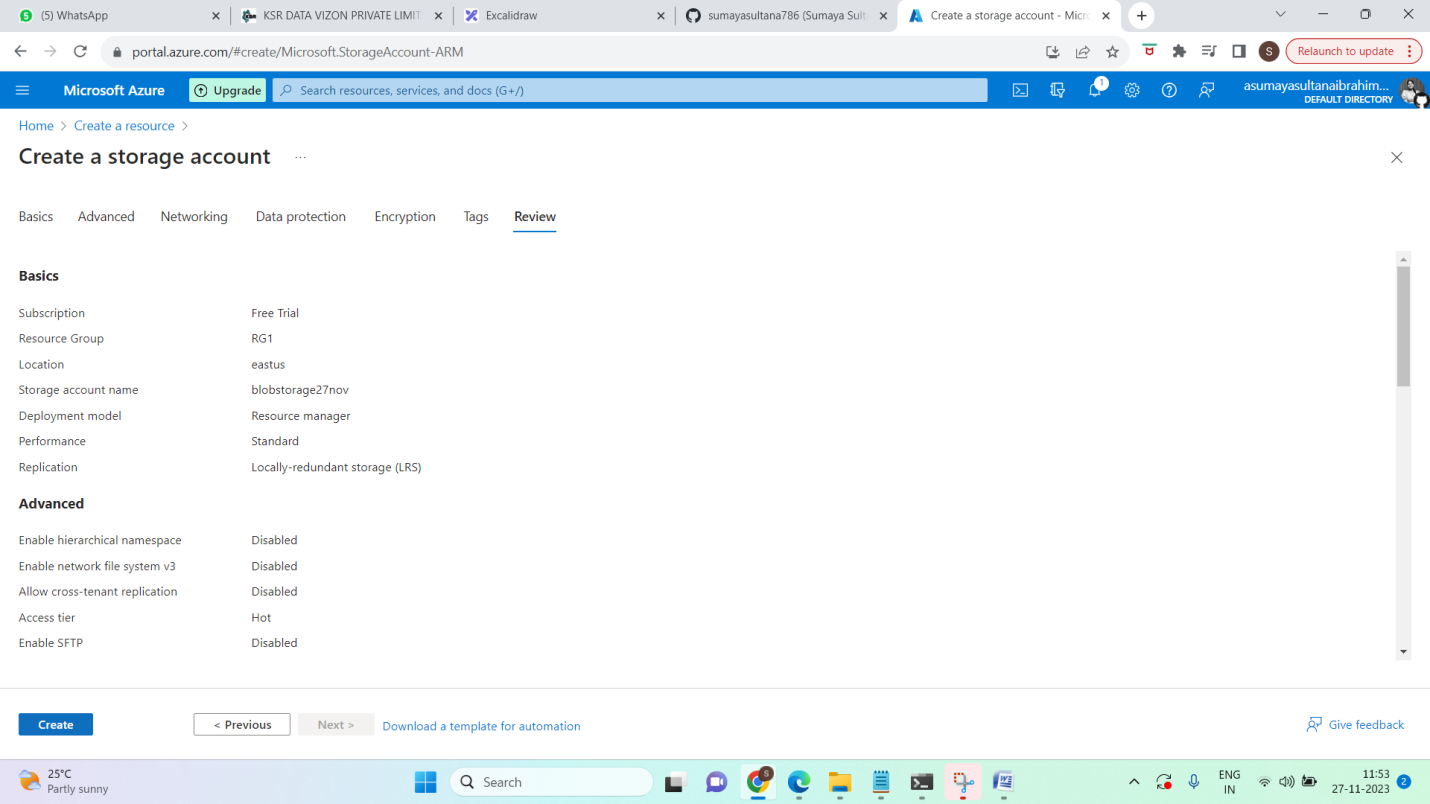 (5) WhatsApp
KSR DATA VIZON PRIVATE LIMIT
Excalidraw
sumayasultana786 (Sumaya Sult
Create a storage account - Micro
portal.azure.com/#create/Microsoft.StorageAccount-ARM
S
Relaunch to update
Microsoft Azure
Upgrade
Search resources, services, and docs (G+/)
1
asumayasultanaibrahim...
DEFAULT DIRECTORY
Home > Create a resource >
Create a storage account ...
Basics Advanced Networking Data protection Encryption Tags Review
Basics
Subscription Free Trial
Resource Group RG1
Location eastus
Storage account name blobstorage27nov
Deployment model Resource manager
Performance Standard
Replication Locally-redundant storage (LRS)
Advanced
Enable hierarchical namespace Disabled
Enable network file system v3 Disabled
Allow cross-tenant replication Disabled
Access tier Hot
Enable SFTP Disabled
Create
< Previous
Next >
Download a template for automation
Give feedback
25°C
Partly sunny
Search
S
ENG
IN
11:53
27-11-2023
2